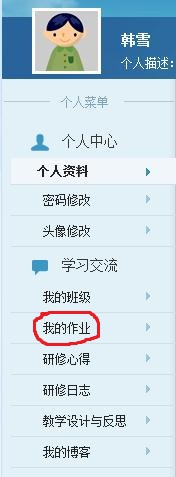 韩雪
个人描述:
个人菜单
个人中心
个人资料
密码修改
头像修改
学习交流
我的班级
我的作业
研修心得
研修日志
教学设计与反思
我的博客